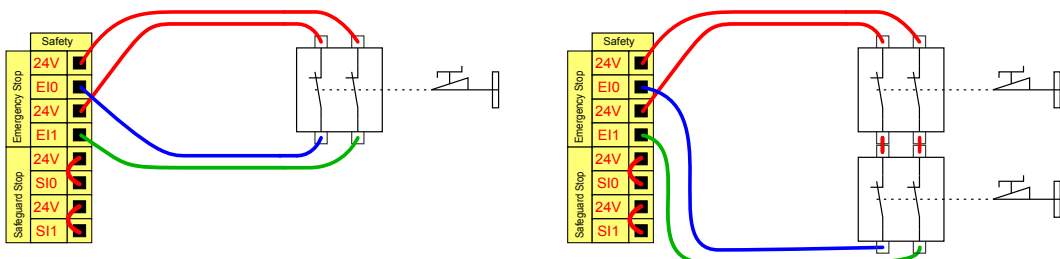 Safety
Emergency Stop
24V
EI0
24V
EI1
Safeguard Stop
24V
SI0
24V
SI1
Safety
Emergency Stop
24V
EI0
24V
EI1
Safeguard Stop
24V
SI0
24V
SI1